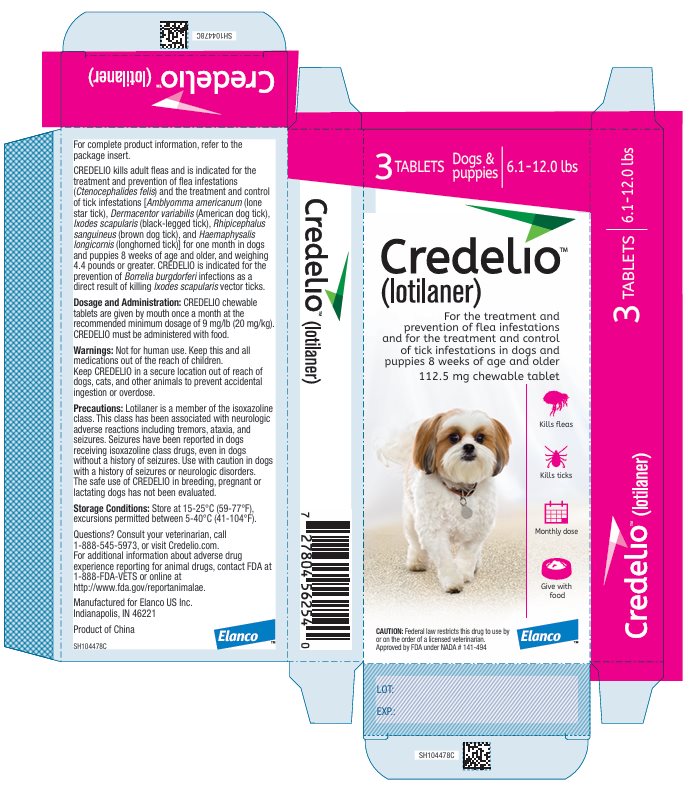 SH104478C
Credelio™ (lotilaner)
For complete product information, refer to the
package insert.
CREDELIO kills adult fleas and is indicated for the
treatment and prevention of flea infestations
(Ctenocephalides felis) and the treatment and control
of tick infestations [Amblyomma americanum (lone
star tick), Dermacentor variabilis (American dog tick),
Ixodes scapularis (black-legged tick), Rhipicephalus
sanguineus (brown dog tick), and Haemaphysalis
longicornis (longhorned tick)] for one month in dogs
and puppies 8 weeks of age and older, and weighing
4.4 pounds or greater. CREDELIO is indicated for the
prevention of Borrelia burgdorferi infections as a
direct result of killing Ixodes scapularis vector ticks.
Dosage and Administration: CREDELIO chewable
tablets are given by mouth once a month at the
recommended minimum dosage of 9 mg/lb (20 mg/kg).
CREDELIO must be administered with food.
Warnings: Not for human use. Keep this and all
medications out of the reach of children.
Keep CREDELIO in a secure location out of reach of
dogs, cats, and other animals to prevent accidental
ingestion or overdose.
Precautions: Lotilaner is a member of the isoxazoline
class. This class has been associated with neurologic
adverse reactions including tremors, ataxia, and
seizures. Seizures have been reported in dogs
receiving isoxazoline class drugs, even in dogs
without a history of seizures. Use with caution in dogs
with a history of seizures or neurologic disorders.
The safe use of CREDELIO in breeding, pregnant or
lactating dogs has not been evaluated.
Storage Conditions: Store at 15-25°C (59-77°F),
excursions permitted between 5-40°C (41-104°F).
Questions? Consult your veterinarian, call
1-888-545-5973, or visit Credelio.com.
For additional information about adverse drug
experience reporting for animal drugs, contact FDA at
1-888-FDA-VETS or online at
http://www.fda.gov/reportanimalae.
Manufactured for Elanco US Inc.
Indianapolis, IN 46221
Product of China
SH104478C
Elanco™
Credelio™ (lotilaner)
7 27804 56254 0
3 TABLETS
Dogs &
puppies
6.1-12.0 lbs
Credelio™
(lotilaner)
For the treatment and
prevention of flea infestations
and for the treatment and control
of tick infestations in dogs and
puppies 8 weeks of age and older
112.5 mg chewable tablet
Kills fleas
Kills ticks
Monthly dose
Give with
food
CAUTION: Federal law restricts this drug to use by
or on the order of a licensed veterinarian.
Approved by FDA under NADA # 141-494
Elanco™
3 TABLETS 6.1-12.0 lbs
Credelio™ (lotilaner)
LOT:
EXP.:
SH104478C